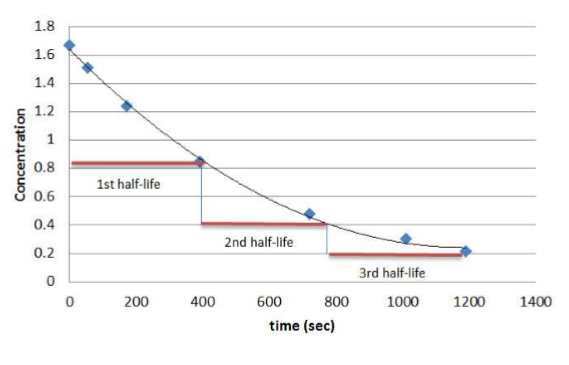 1.8
1.6
1.4
1.2
1
0.8
0.6
0.4
0.2
0
Concentration
1st half-life
2nd half-life
3rd half-life
0 200 400 600 800 1000 1200 1400
time (sec)